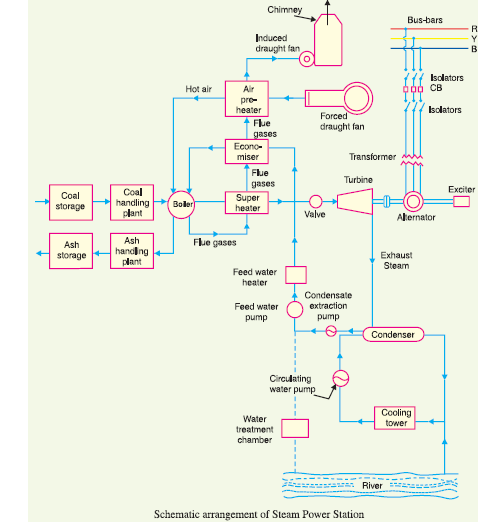 Chimney
Bus-bars
R
Y
B
Induced
draught fan
Isolators
CB
Isolators
Hot air
Air
pre-
heater
Forced
draught fan
Flue
gases
Econo-
miser
Transformer
Flue
gases
Turbine
Exciter
Coal
storage
Coal
handling
plant
Boiler
Super
heater
Valve
Alternator
Ash
storage
Ash
handling
plant
Flue gases
Exhaust
Steam
Feed water
heater
Feed water
pump
Condensate
extraction
pump
Condenser
Circulating
water pump
Cooling
tower
Water
treatment
chamber
River
Schematic arrangement of Steam Power Station